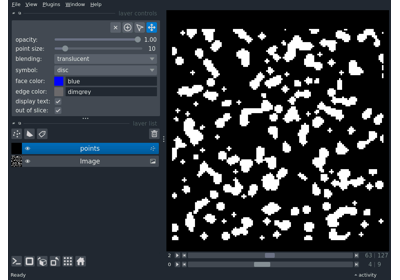 File View Plugins Window Help
layer controls
opacity: 1.00
point size: 10
blending: translucent
symbol: disc
face color: blue
edge color: dimgrey
display text:
out of slice:
layer list
points
Image
2 63 127
0 4 9
Ready activity